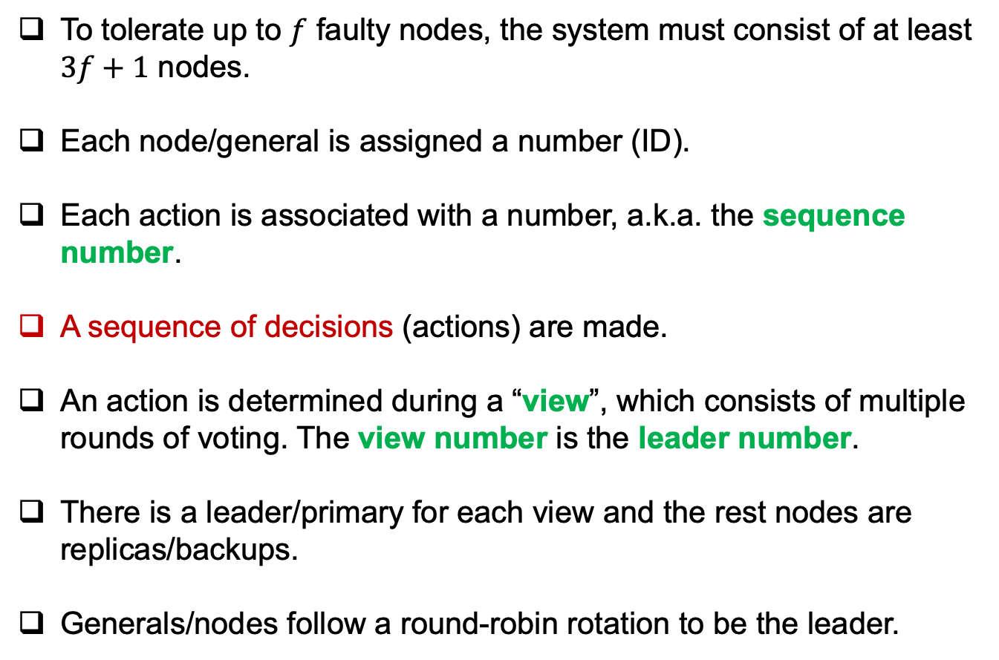 ❑ To tolerate up to 𝑓 faulty nodes, the system must consist of at least
3𝑓 + 1 nodes.
❑ Each node/general is assigned a number (ID).
❑ Each action is associated with a number, a.k.a. the sequence
number.
❑ A sequence of decisions (actions) are made.
❑ An action is determined during a “view”, which consists of multiple
rounds of voting. The view number is the leader number.
❑ There is a leader/primary for each view and the rest nodes are
replicas/backups.
❑ Generals/nodes follow a round-robin rotation to be the leader.